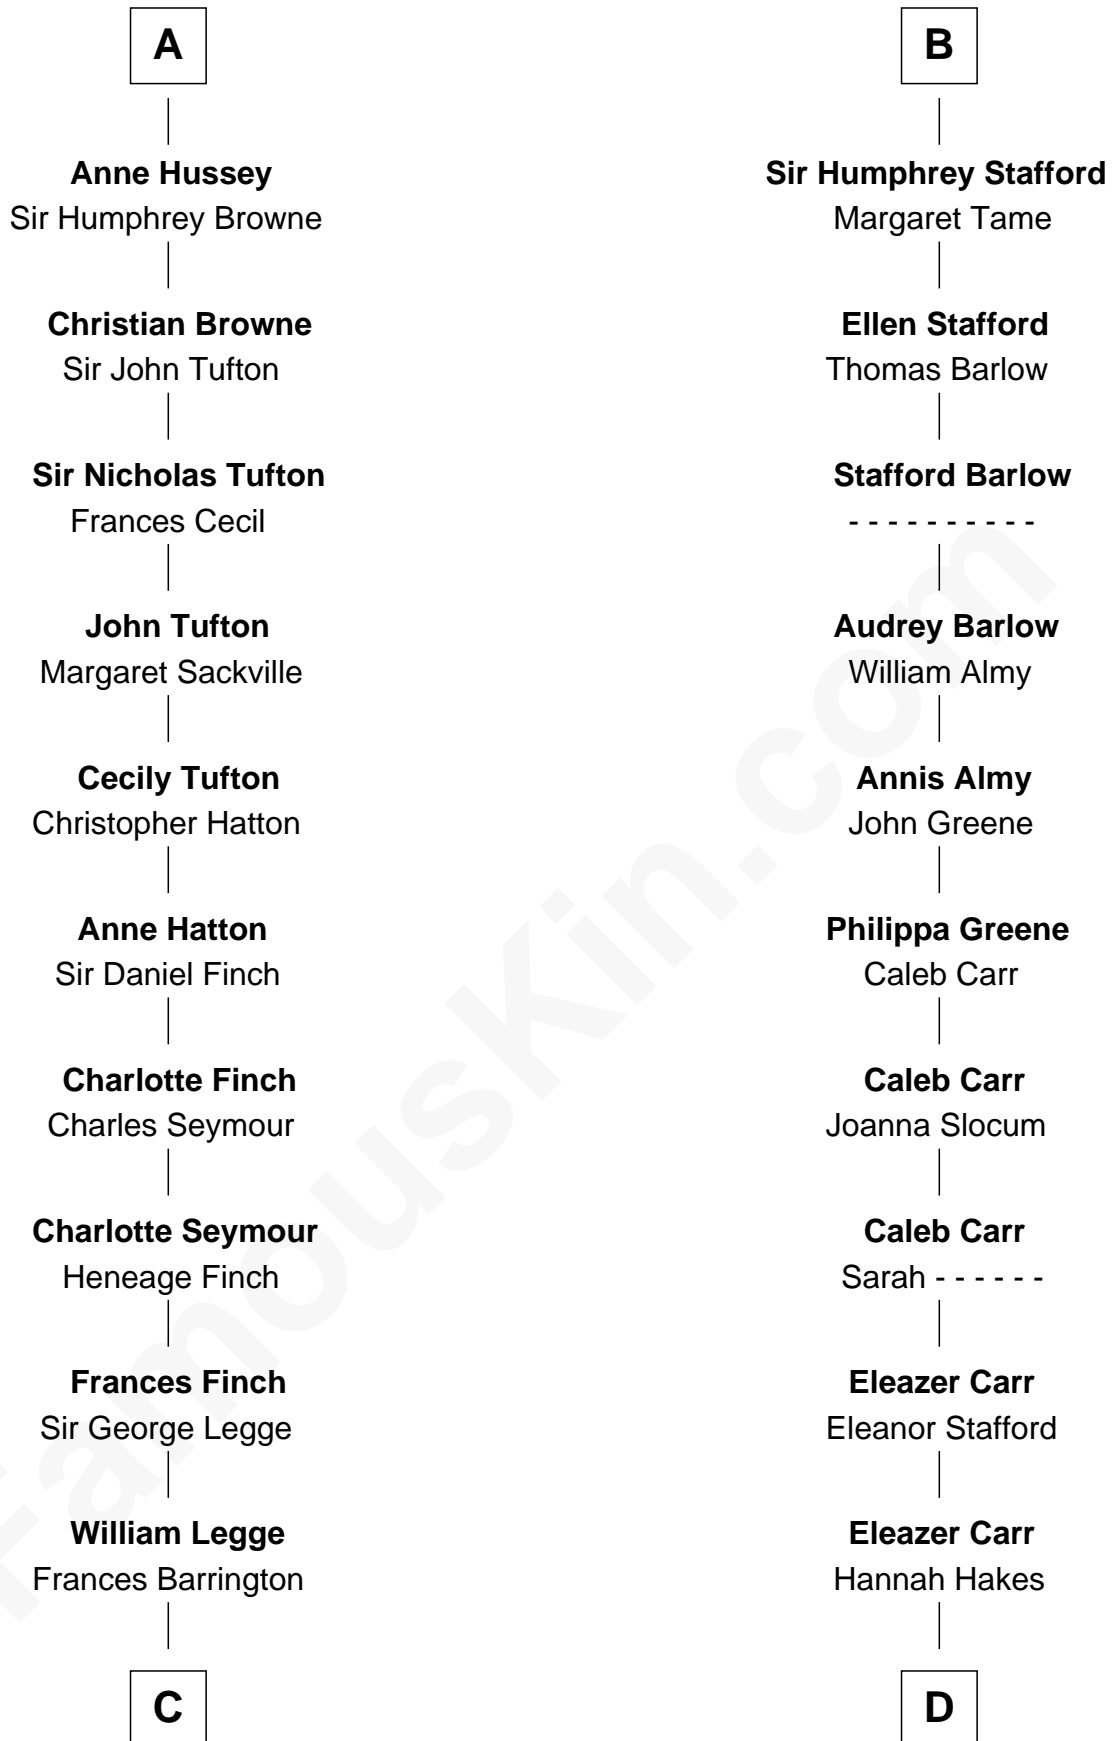 A
Anne Hussey
Sir Humphrey Browne
Christian Browne
Sir John Tufton
Sir Nicholas Tufton
Frances Cecil
John Tufton
Margaret Sackville
Cecily Tufton
Christopher Hatton
Anne Hatton
Sir Daniel Finch
Charlotte Finch
Charles Seymour
Charlotte Seymour
Heneage Finch
Frances Finch
Sir George Legge
William Legge
Frances Barrington
C
B
Sir Humphrey Stafford
Margaret Tame
Ellen Stafford
Thomas Barlow
Stafford Barlow
- - - - - - - - - -
Audrey Barlow
William Almy
Annis Almy
John Greene
Philippa Greene
Caleb Carr
Caleb Carr
Joanna Slocum
Caleb Carr
Sarah - - - - - -
Eleazer Carr
Eleanor Stafford
Eleazer Carr
Hannah Hakes
D
FamousKin.com